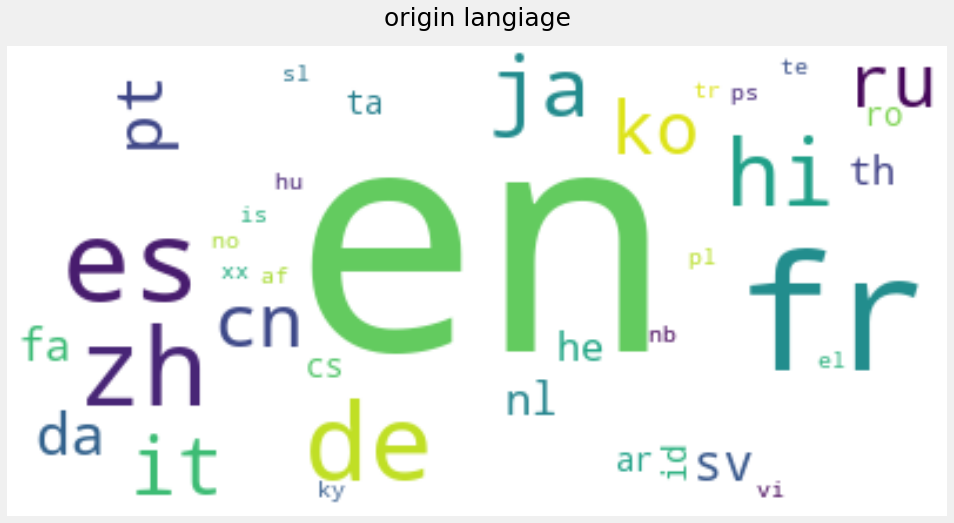 origin langiage
pt
sl
ta
ja
ko
tr
ps
te
ru
ro
hi
th
hu
is
no
xx
af
es
en
pl
fr
fa
zh
cn
cs
he
nb
el
da
it
de
ky
nl
ar
id
sv
vi